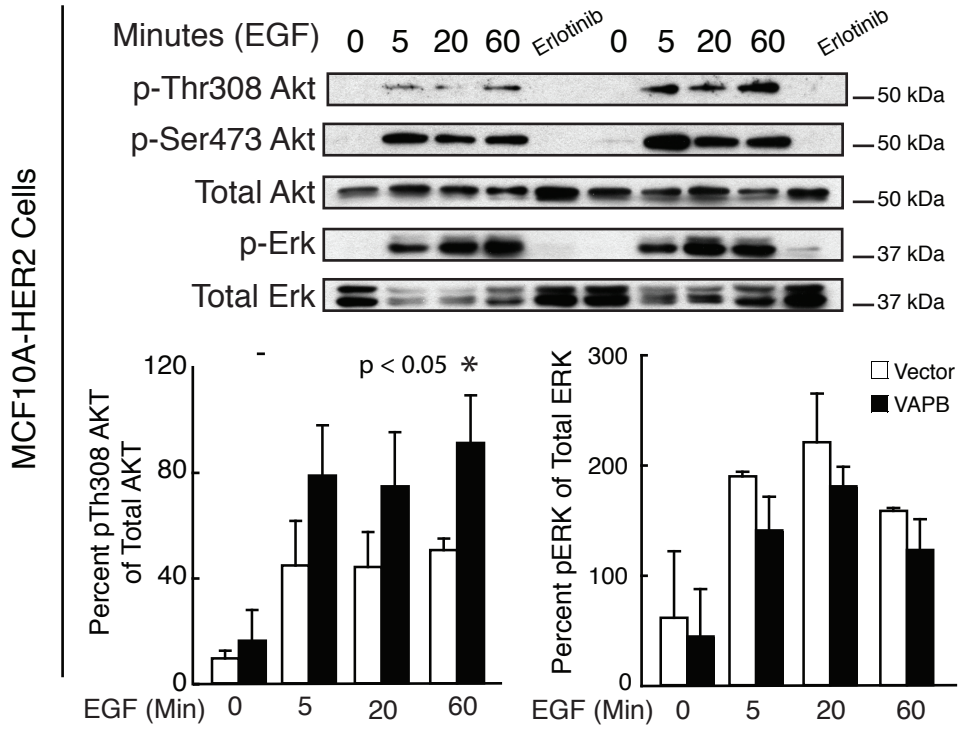 MCF10A-HER2 Cells
Minutes (EGF) 0 5 20 60 Erlotinib 0 5 20 60 Erlotinib
p-Thr308 Akt 50 kDa
p-Ser473 Akt 50 kDa
Total Akt 50 kDa
p-Erk 37 kDa
Total Erk 37 kDa
Percent pTh308 AKT
of Total AKT
120
80
40
0
p < 0.05 *
EGF (Min) 0 5 20 60
Percent pERK of Total ERK
300
200
100
0
Vector
VAPB
EGF (Min) 0 5 20 60